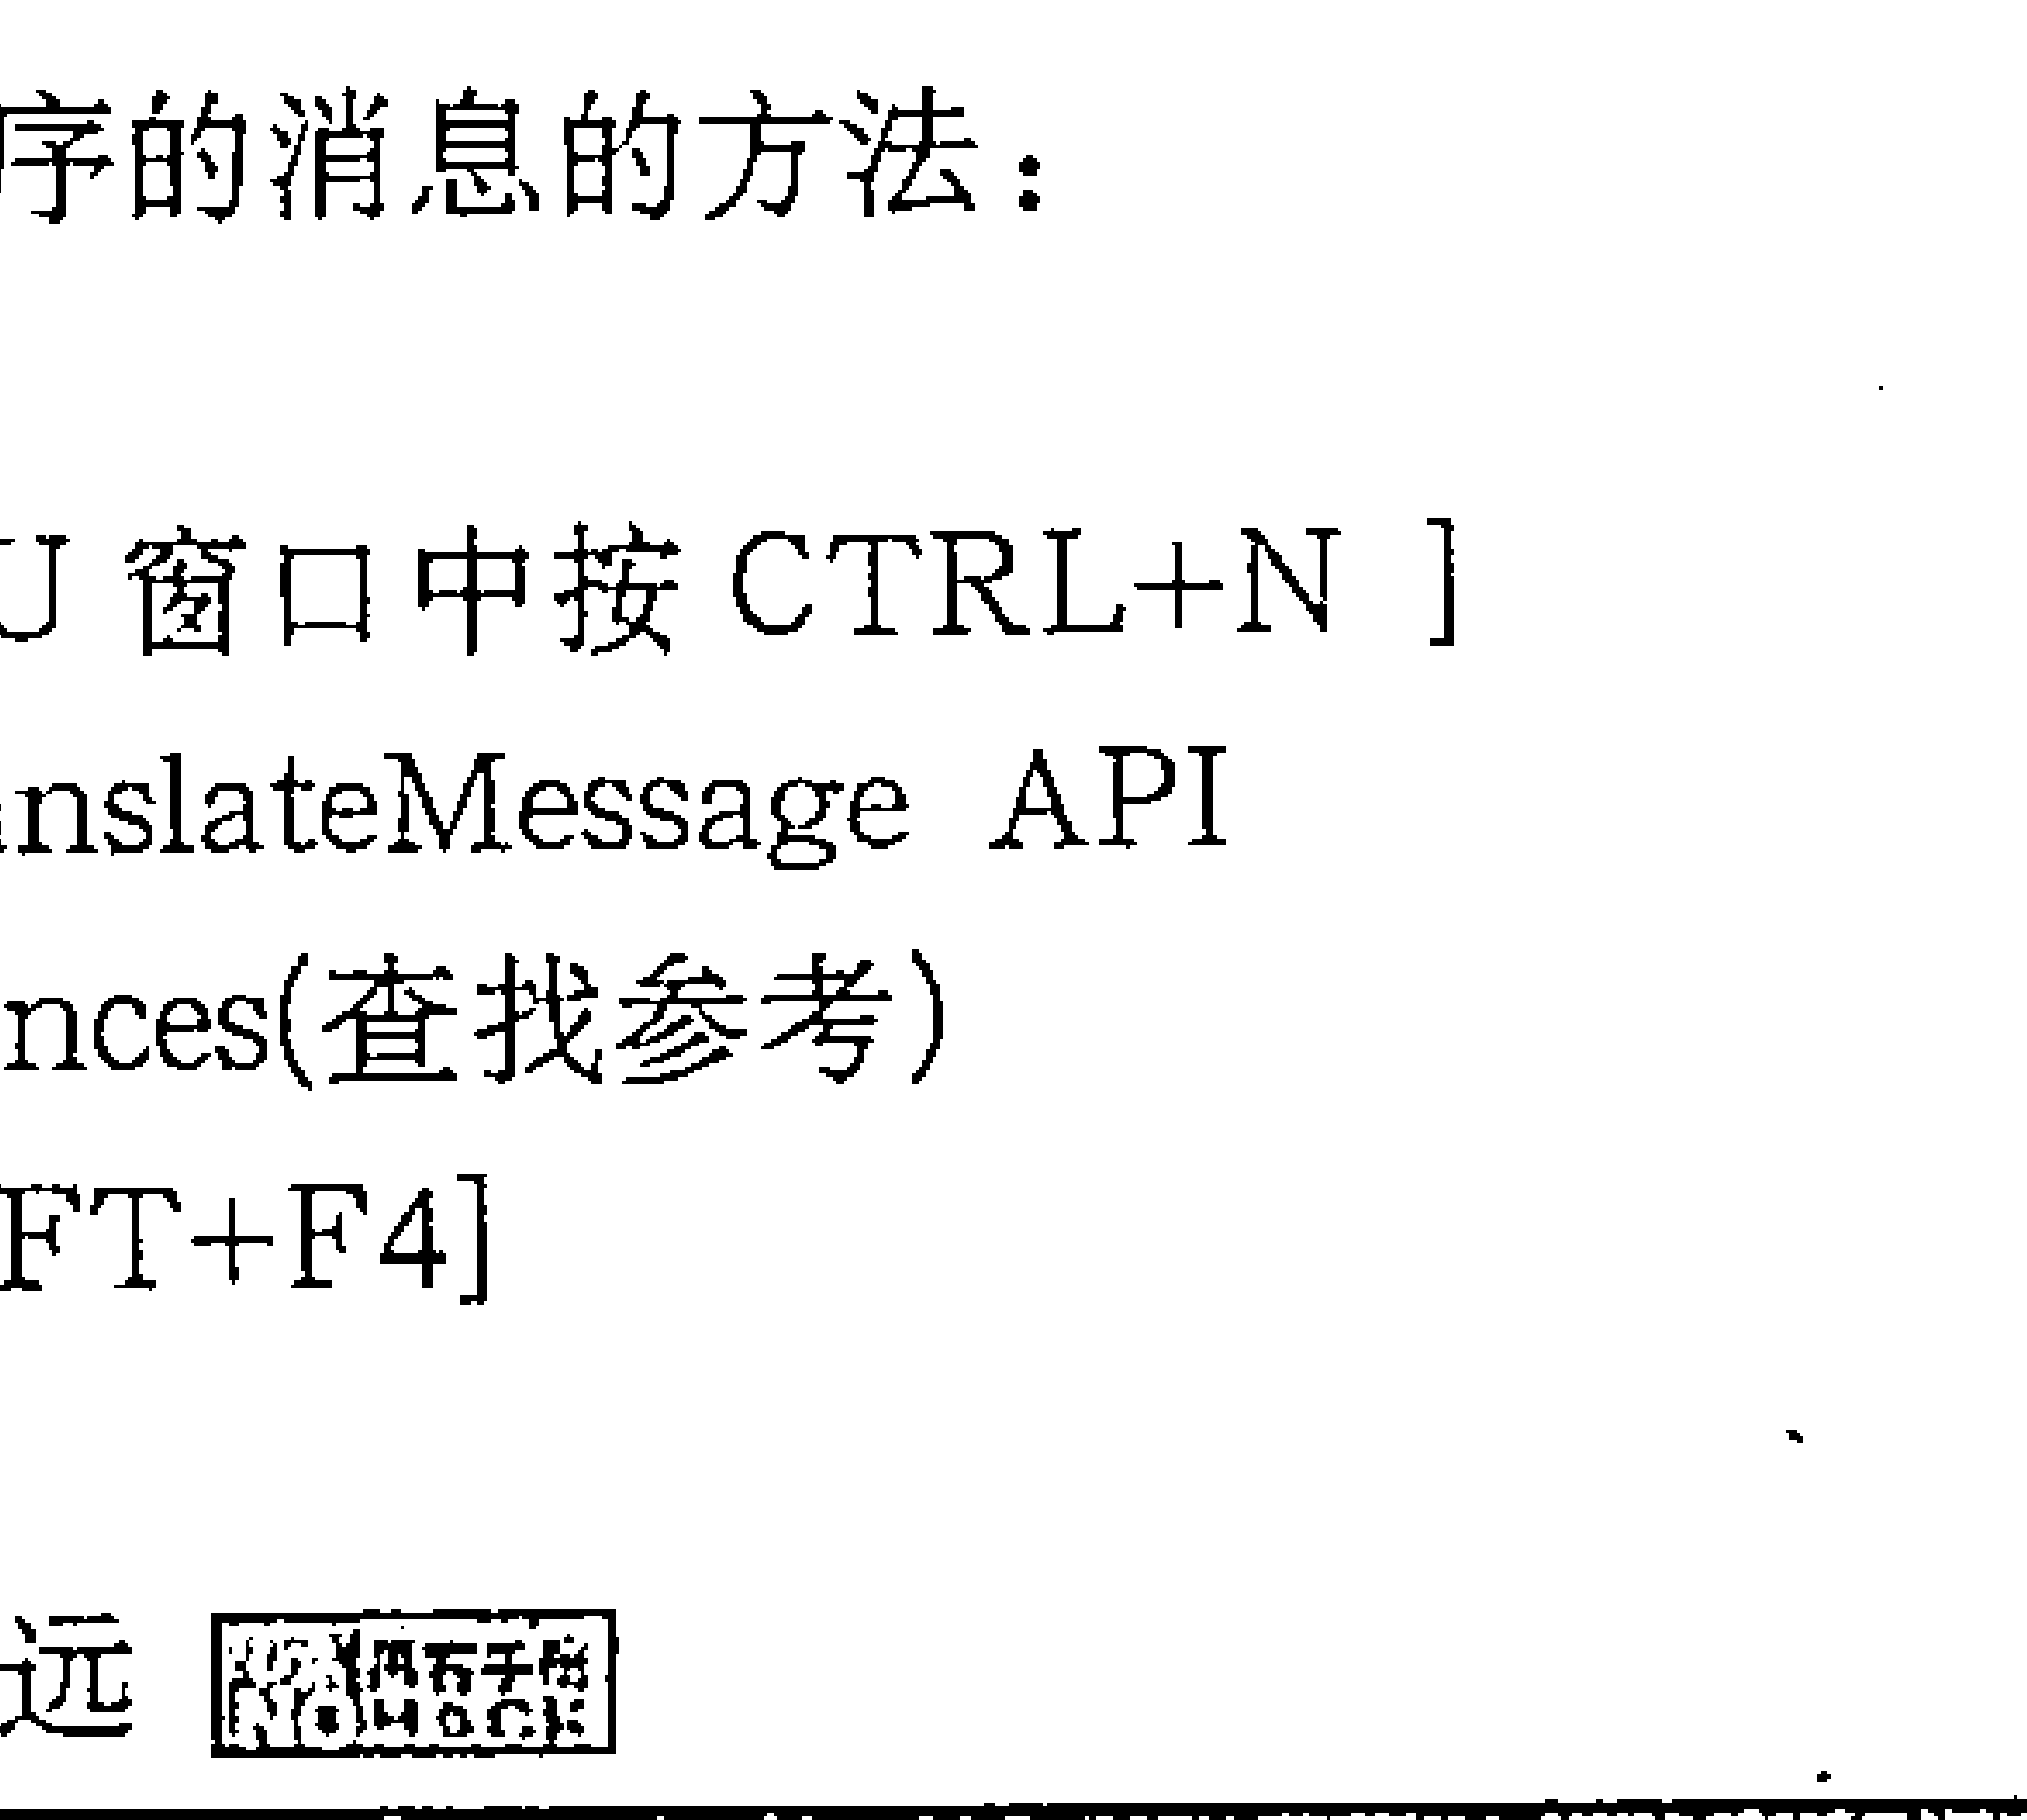 序的消息的方法：
U 窗口中按 CTRL+N ]
anslateMessage API
nces(查找参考)
FT+F4]
远